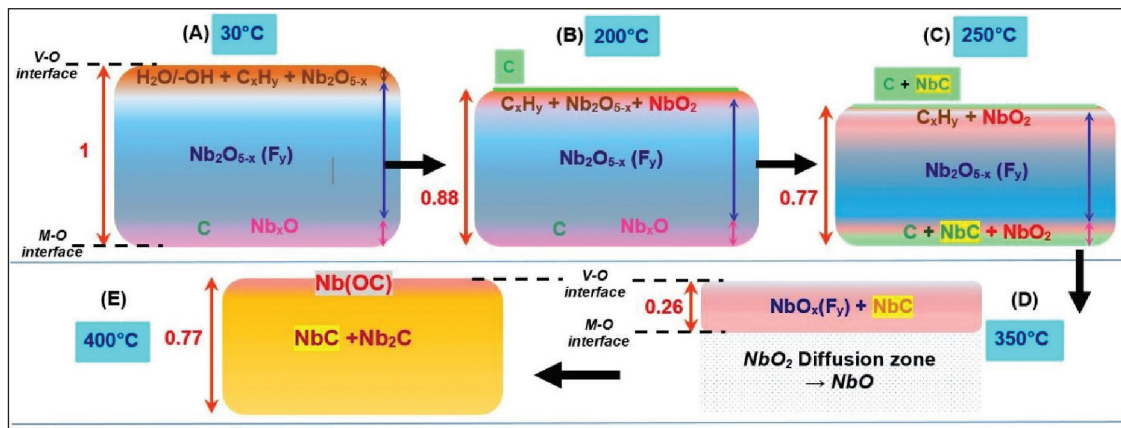 (A) 30°C
V-O
interface
H2O/-OH + CxHy + Nb2O5-x
1
Nb2O5-x (Fy)
C NbxO
M-O
interface
(B) 200°C
C
CxHy + Nb2O5-x+ NbO2
0.88
Nb2O5-x (Fy)
C NbxO
(C) 250°C
C + NbC
CxHy + NbO2
0.77
Nb2O5-x (Fy)
C + NbC + NbO2
(E)
400°C
0.77
Nb(OC)
NbC +Nb2C
V-O
interface
0.26
M-O
interface
NbOx(Fy) + NbC
NbO2 Diffusion zone
→ NbO
(D)
350°C